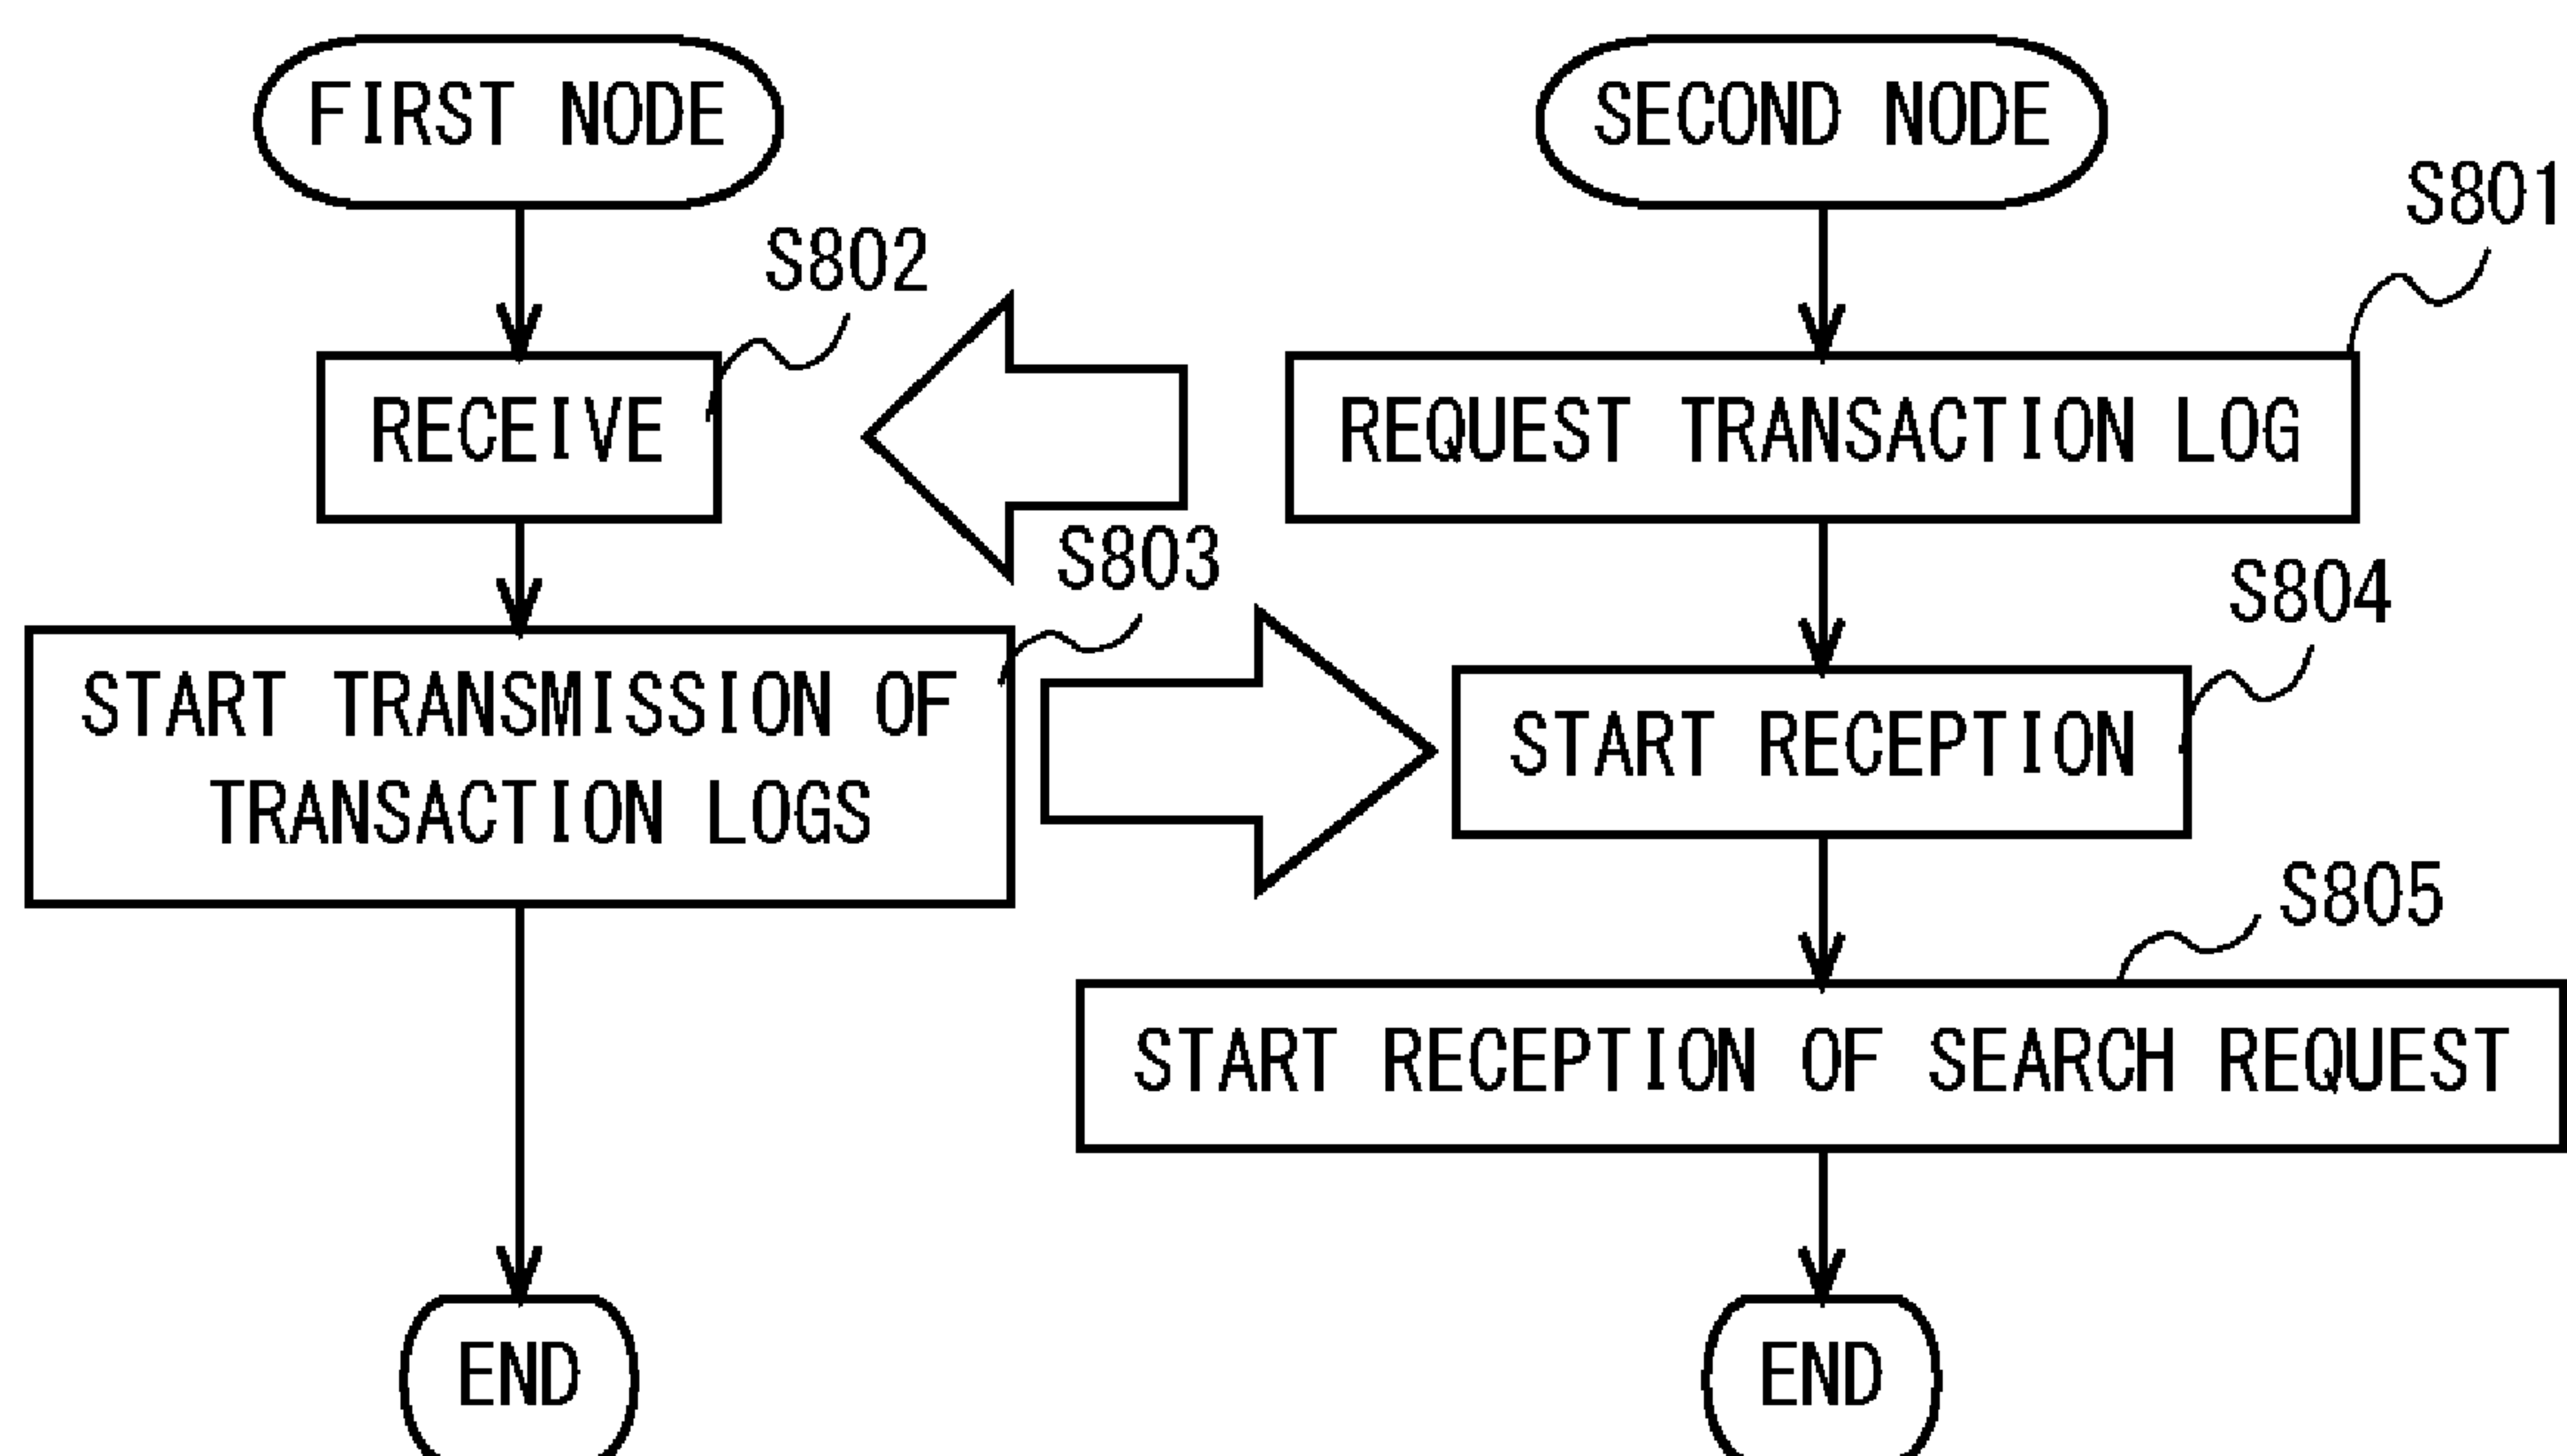 FIRST NODE
SECOND NODE
S801
S802
RECEIVE
REQUEST TRANSACTION LOG
S803
S804
START TRANSMISSION OF
TRANSACTION LOGS
START RECEPTION
S805
START RECEPTION OF SEARCH REQUEST
END
END